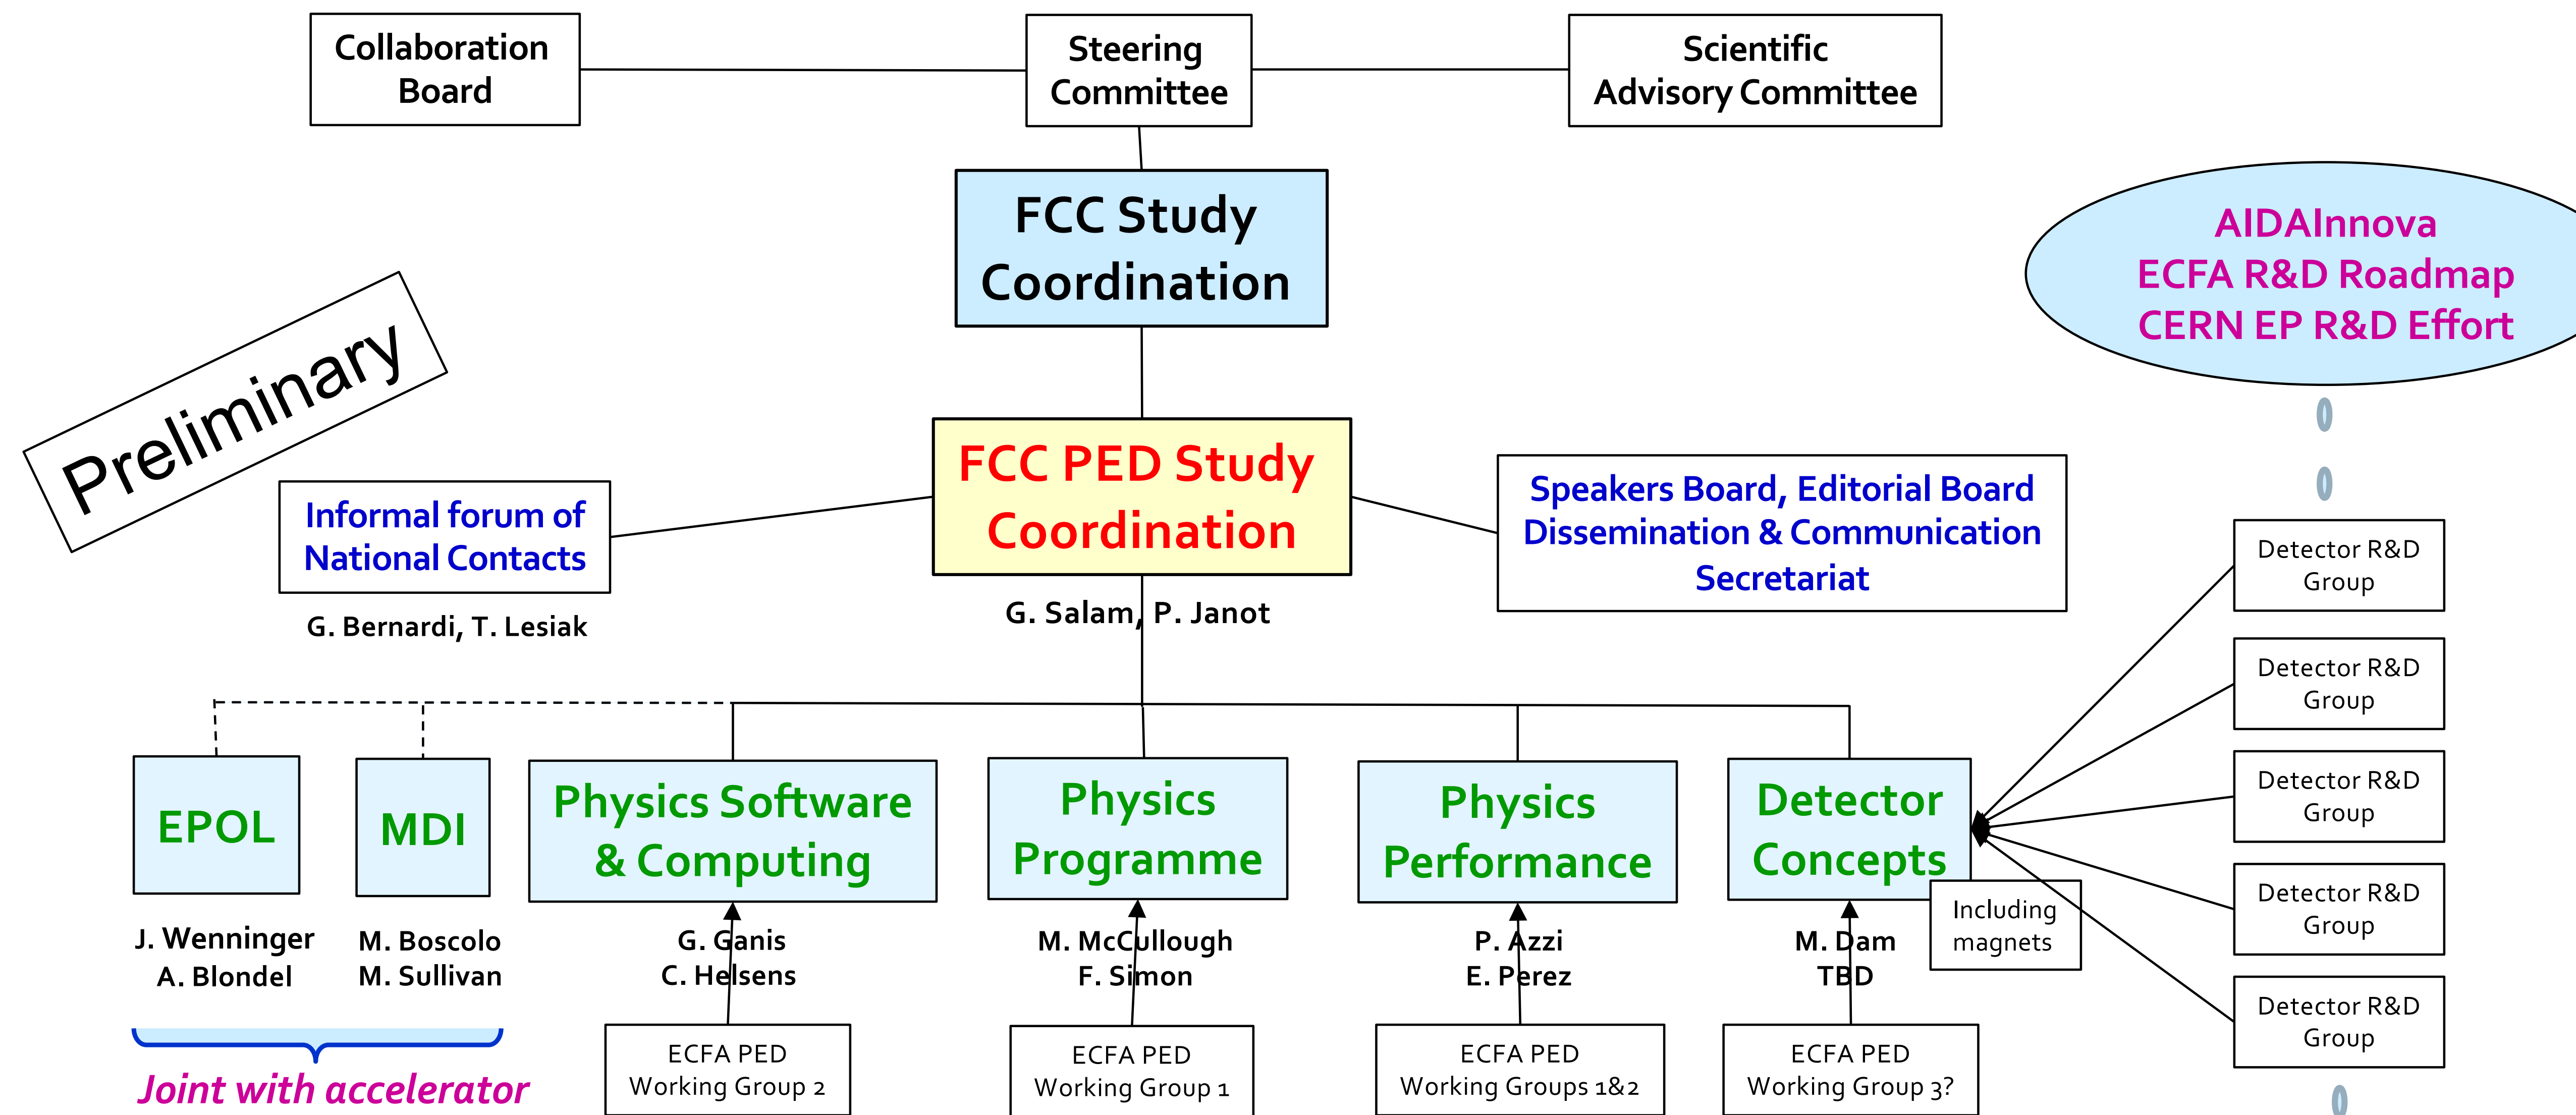 Collaboration
Board
Steering
Committee
Scientific
Advisory Committee
FCC Study
Coordination
AIDAInnova
ECFA R&D Roadmap
CERN EP R&D Effort
Preliminary
FCC PED Study
Coordination
G. Salam, P. Janot
Informal forum of
National Contacts
G. Bernardi, T. Lesiak
Speakers Board, Editorial Board
Dissemination & Communication
Secretariat
Detector R&D
Group
Detector R&D
Group
Detector R&D
Group
Detector R&D
Group
Detector R&D
Group
EPOL
J. Wenninger
A. Blondel
MDI
M. Boscolo
M. Sullivan
Joint with accelerator
Physics Software
& Computing
G. Ganis
C. Helsens
ECFA PED
Working Group 2
Physics
Programme
M. McCullough
F. Simon
ECFA PED
Working Group 1
Physics
Performance
P. Azzi
E. Perez
ECFA PED
Working Groups 1&2
Detector
Concepts
Including
magnets
M. Dam
TBD
ECFA PED
Working Group 3?